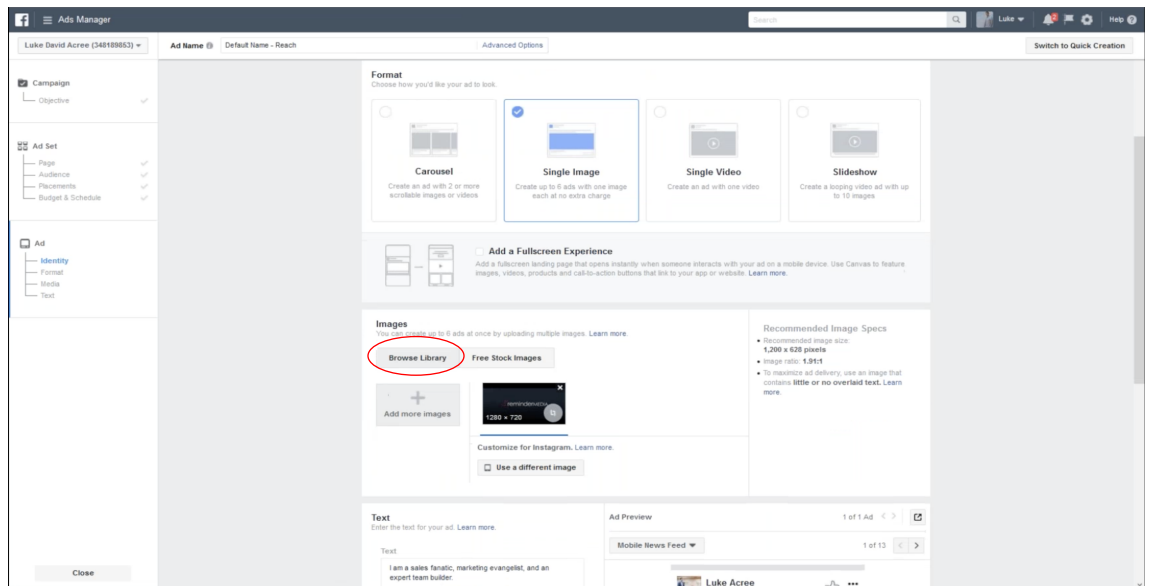 Ads Manager
Search
Luke
2
Help
Luke David Acree (348189853)
Ad Name
Default Name - Reach
Advanced Options
Switch to Quick Creation
Campaign
Objective
Ad Set
Page
Audience
Placements
Budget & Schedule
Ad
Identity
Format
Media
Text
Close
Format
Choose how you'd like your ad to look.
Carousel
Create an ad with 2 or more
scrollable images or videos
Single Image
Create up to 6 ads with one image
each at no extra charge
Single Video
Create an ad with one video
Slideshow
Create a looping video ad with up
to 10 images
Add a Fullscreen Experience
Add a fullscreen landing page that opens instantly when someone interacts with your ad on a mobile device. Use Canvas to feature
images, videos, products and call-to-action buttons that link to your app or website. Learn more.
Images
You can create up to 6 ads at once by uploading multiple images. Learn more.
Browse Library
Free Stock Images
Add more images
remindermedia
1280 × 720
Customize for Instagram. Learn more.
Use a different image
Recommended Image Specs
• Recommended image size:
1,200 x 628 pixels
• Image ratio: 1.91:1
• To maximize ad delivery, use an image that
contains little or no overlaid text. Learn
more.
Text
Enter the text for your ad. Learn more.
Text
I am a sales fanatic, marketing evangelist, and an
expert team builder.
Ad Preview
1 of 1 Ad
Mobile News Feed
1 of 13
Luke Acree